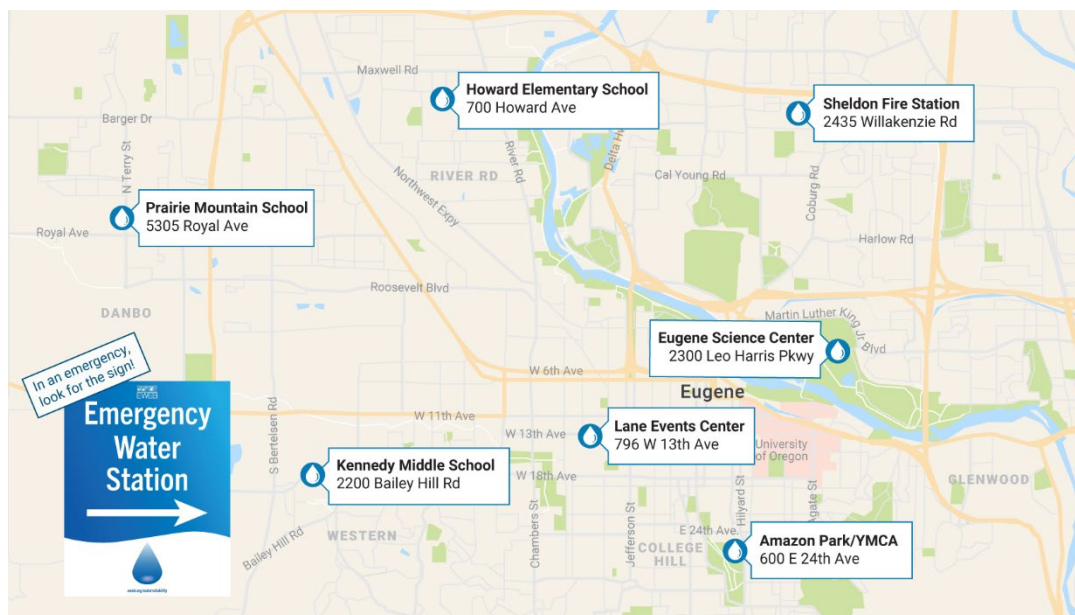 Maxwell Rd
Howard Elementary School
700 Howard Ave
Sheldon Fire Station
2435 Willakenzie Rd
Barger Dr
N Terry St
River Rd
RIVER RD
Northwest Expy
Cal Young Rd
Coburg Rd
Prairie Mountain School
5305 Royal Ave
Royal Ave
Harlow Rd
Roosevelt Blvd
DANBO
Martin Luther King Jr Blvd
Eugene Science Center
2300 Leo Harris Pkwy
In an emergency,
look for the sign!
EWEB
Emergency
Water
Station
W 6th Ave
Eugene
W 11th Ave
W 13th Ave
Lane Events Center
796 W 13th Ave
University
of Oregon
S Bertelsen Rd
Kennedy Middle School
2200 Bailey Hill Rd
W 18th Ave
GLENWOOD
WESTERN
Bailey Hill Rd
Chambers St
Jefferson St
Hilyard St
Agate St
E 24th Ave.
COLLEGE
HILL
Amazon Park/YMCA
600 E 24th Ave